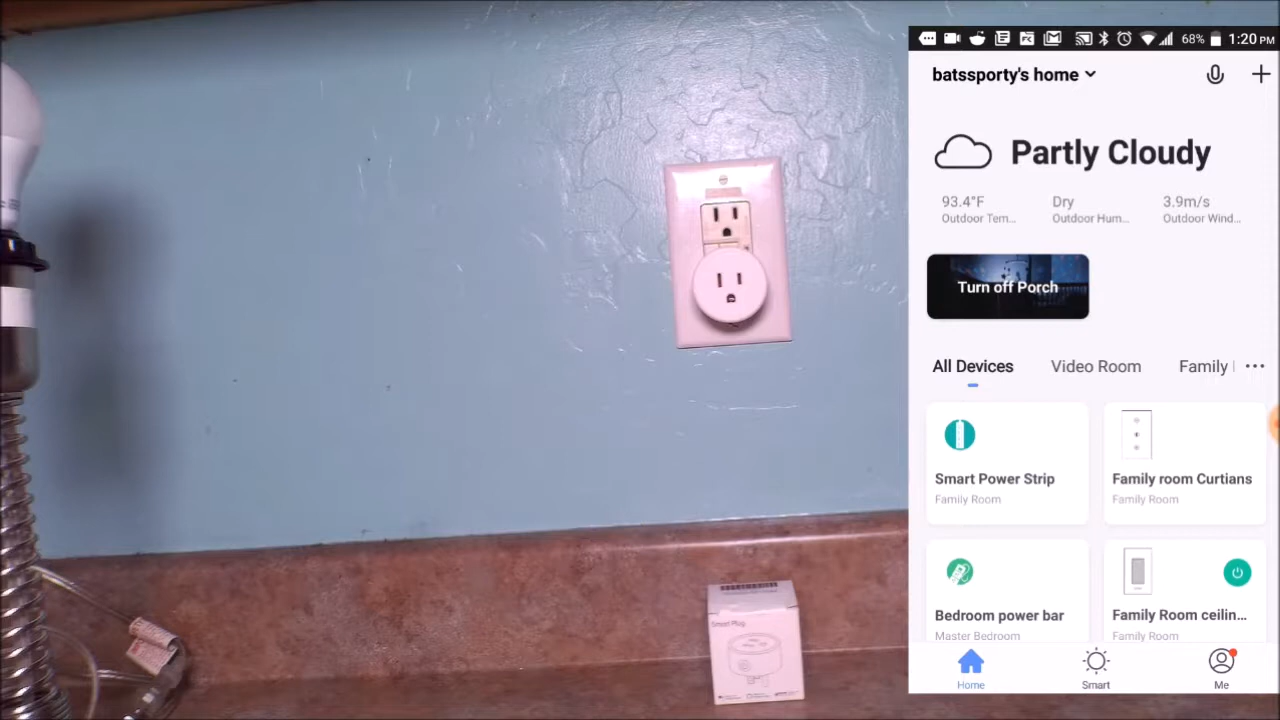 68% 1:20 PM
batssporty's home
Partly Cloudy
93.4°F Dry 3.9m/s
Outdoor Tem... Outdoor Hum... Outdoor Wind...
Turn off Porch
All Devices Video Room Family
Smart Power Strip Family room Curtians
Family Room Family Room
Bedroom power bar Family Room ceilin...
Master Bedroom Family Room
Home Smart Me
Smart Plug